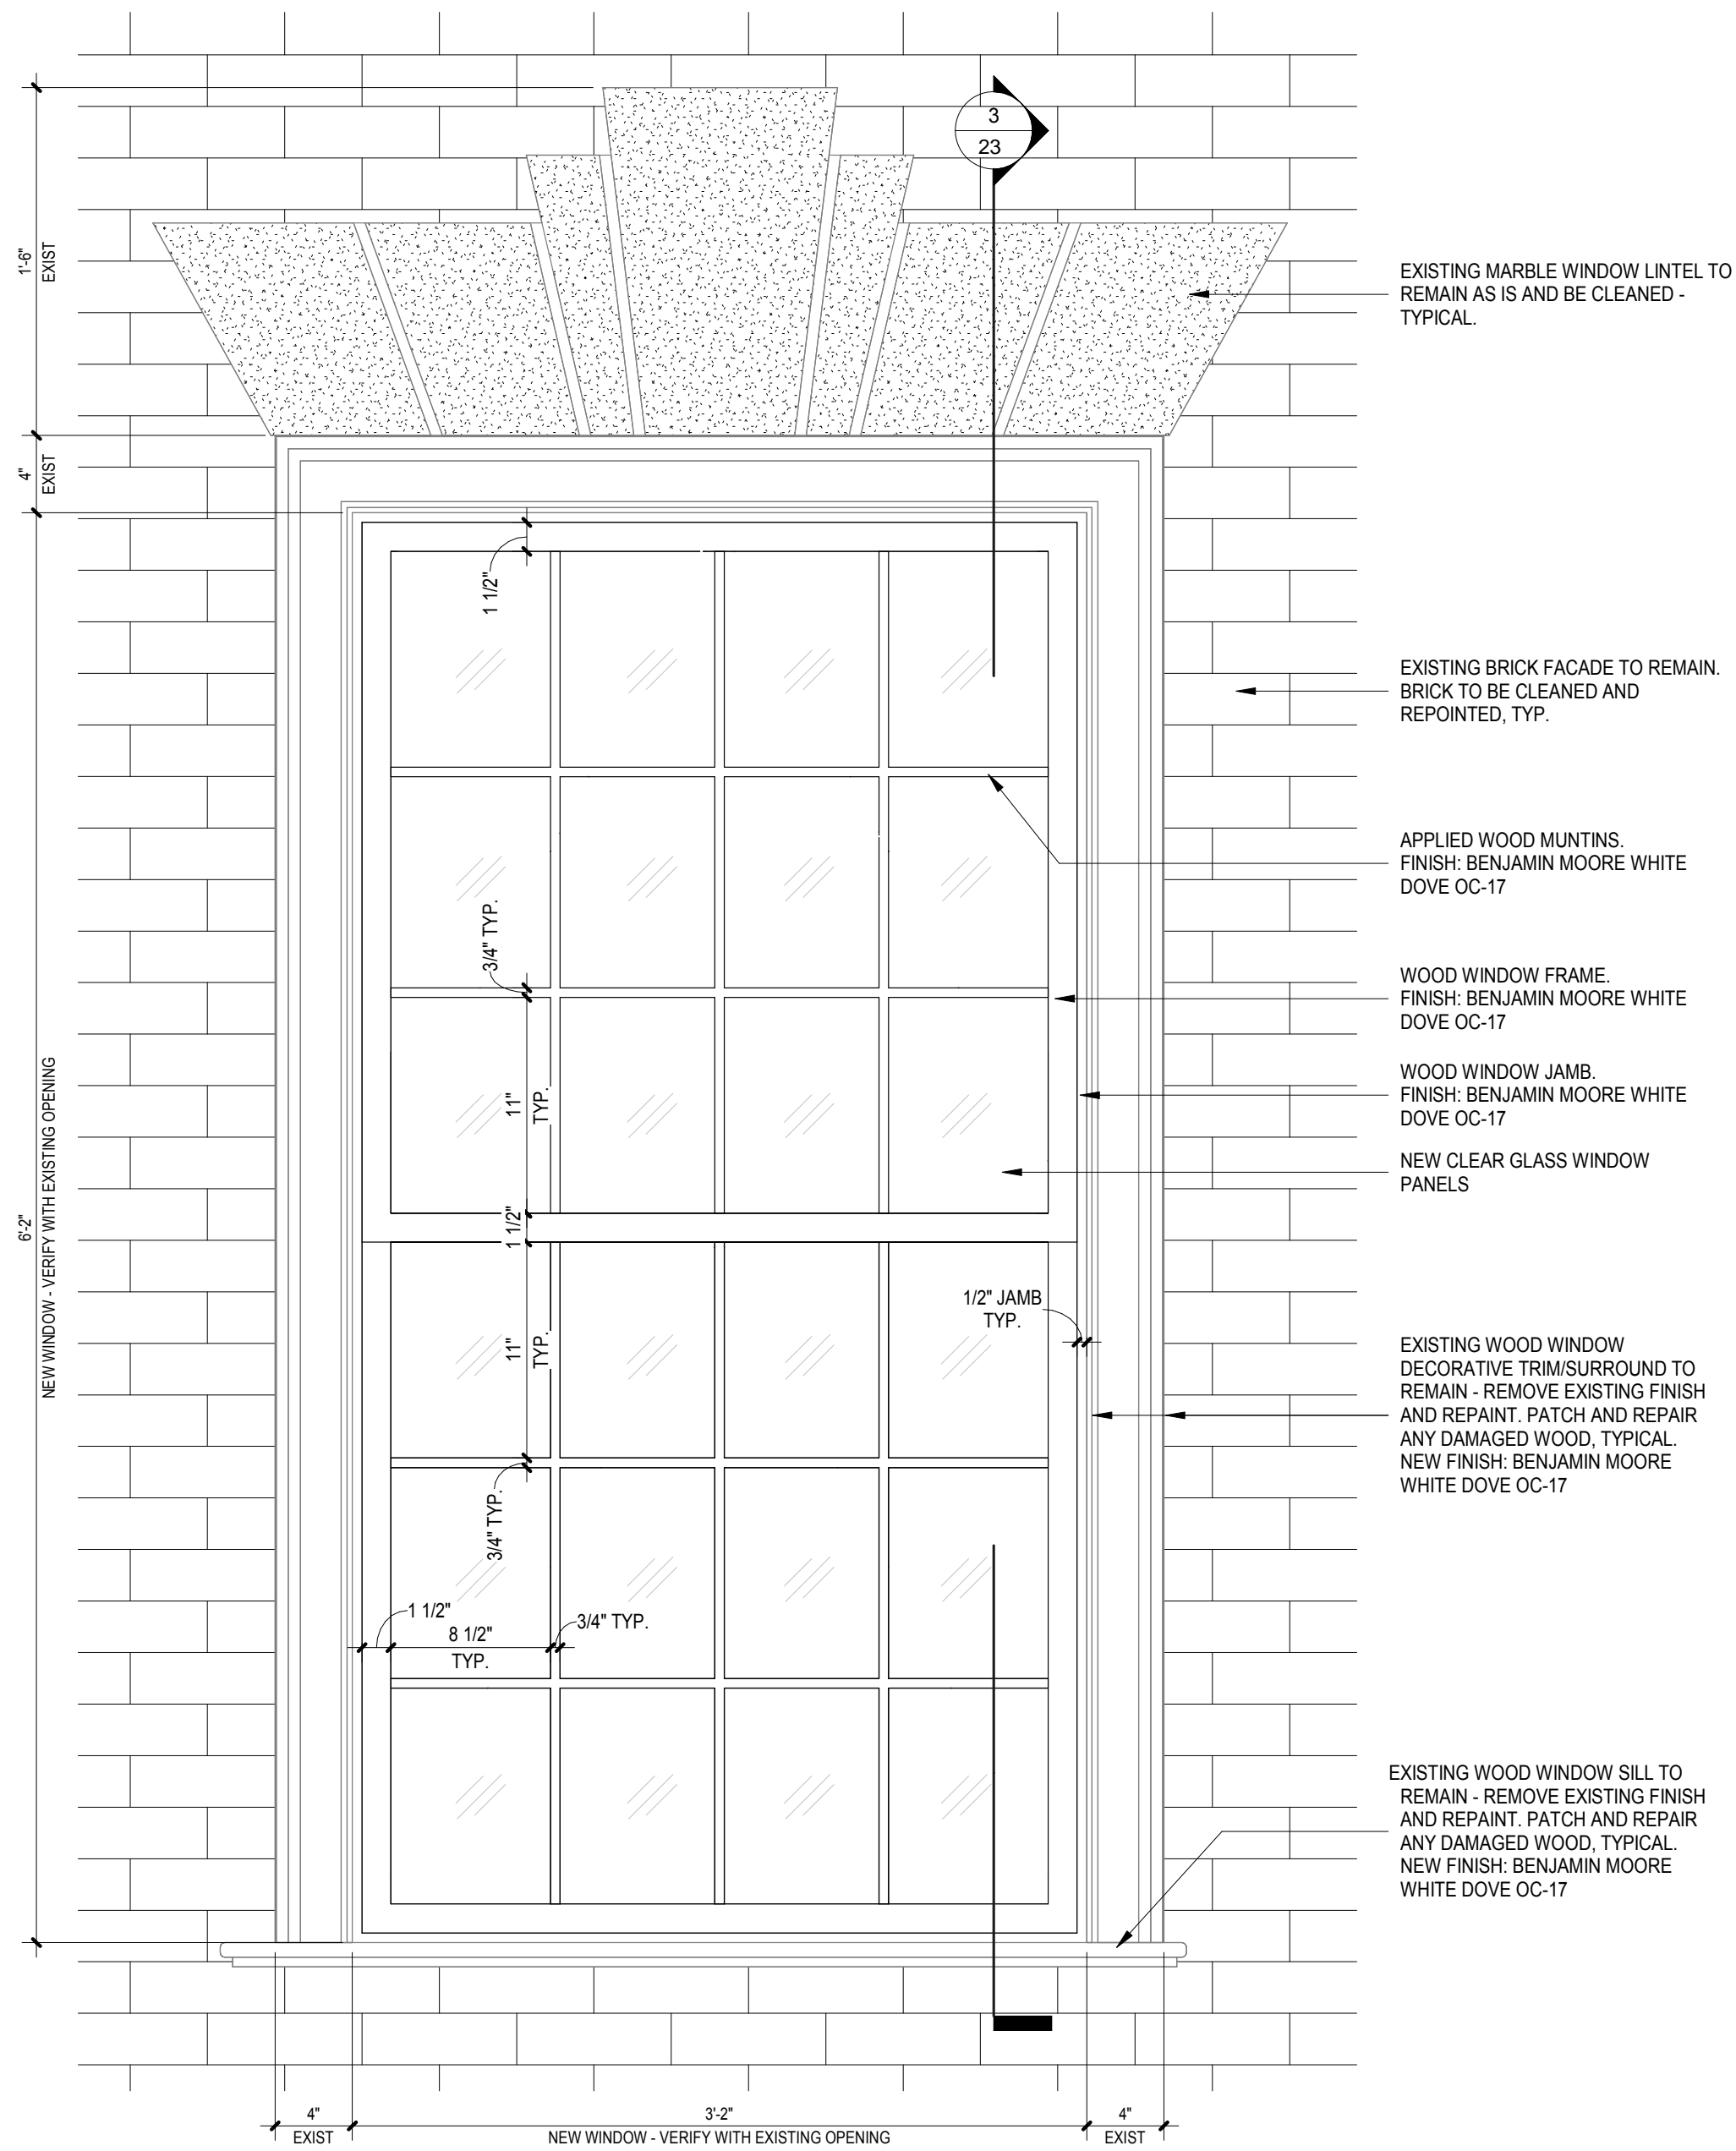 3
23
1'-6"
EXIST
4"
EXIST
6'-2"
NEW WINDOW - VERIFY WITH EXISTING OPENING
1 1/2"
3/4" TYP.
11"
TYP.
1 1/2"
11"
TYP.
3/4" TYP.
1/2" JAMB
TYP.
1 1/2"
8 1/2"
TYP.
3/4" TYP.
EXISTING MARBLE WINDOW LINTEL TO
REMAIN AS IS AND BE CLEANED -
TYPICAL.
EXISTING BRICK FACADE TO REMAIN.
BRICK TO BE CLEANED AND
REPOINTED, TYP.
APPLIED WOOD MUNTINS.
FINISH: BENJAMIN MOORE WHITE
DOVE OC-17
WOOD WINDOW FRAME.
FINISH: BENJAMIN MOORE WHITE
DOVE OC-17
WOOD WINDOW JAMB.
FINISH: BENJAMIN MOORE WHITE
DOVE OC-17
NEW CLEAR GLASS WINDOW
PANELS
EXISTING WOOD WINDOW
DECORATIVE TRIM/SURROUND TO
REMAIN - REMOVE EXISTING FINISH
AND REPAINT. PATCH AND REPAIR
ANY DAMAGED WOOD, TYPICAL.
NEW FINISH: BENJAMIN MOORE
WHITE DOVE OC-17
EXISTING WOOD WINDOW SILL TO
REMAIN - REMOVE EXISTING FINISH
AND REPAINT. PATCH AND REPAIR
ANY DAMAGED WOOD, TYPICAL.
NEW FINISH: BENJAMIN MOORE
WHITE DOVE OC-17
4"
EXIST
3'-2"
NEW WINDOW - VERIFY WITH EXISTING OPENING
4"
EXIST